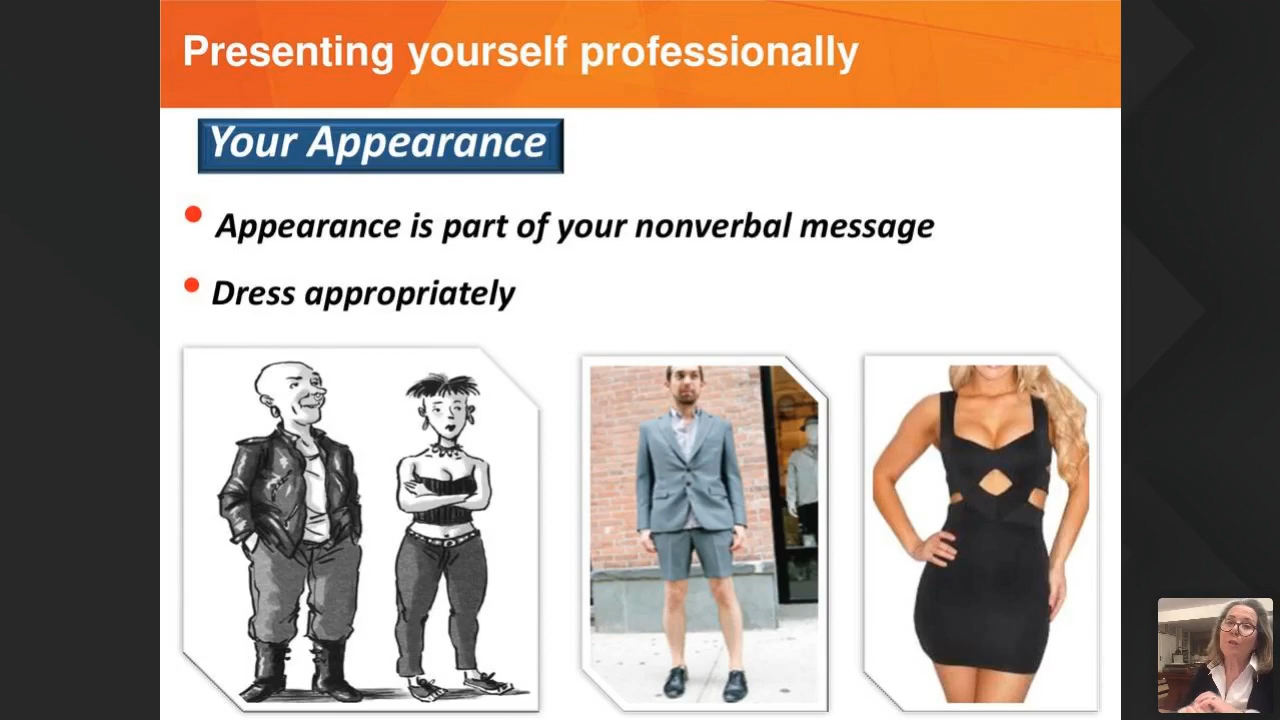 Presenting yourself professionally
Your Appearance
Appearance is part of your nonverbal message
Dress appropriately